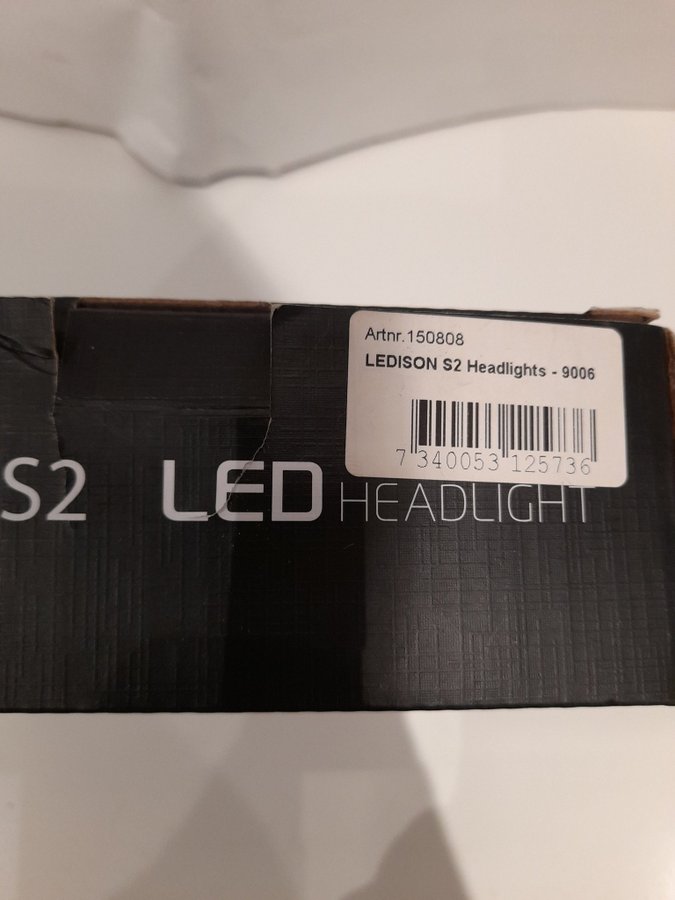 Artnr.150808
LEDISON S2 Headlights - 9006
7 340053 125736
S2 LED HEADLIGHT